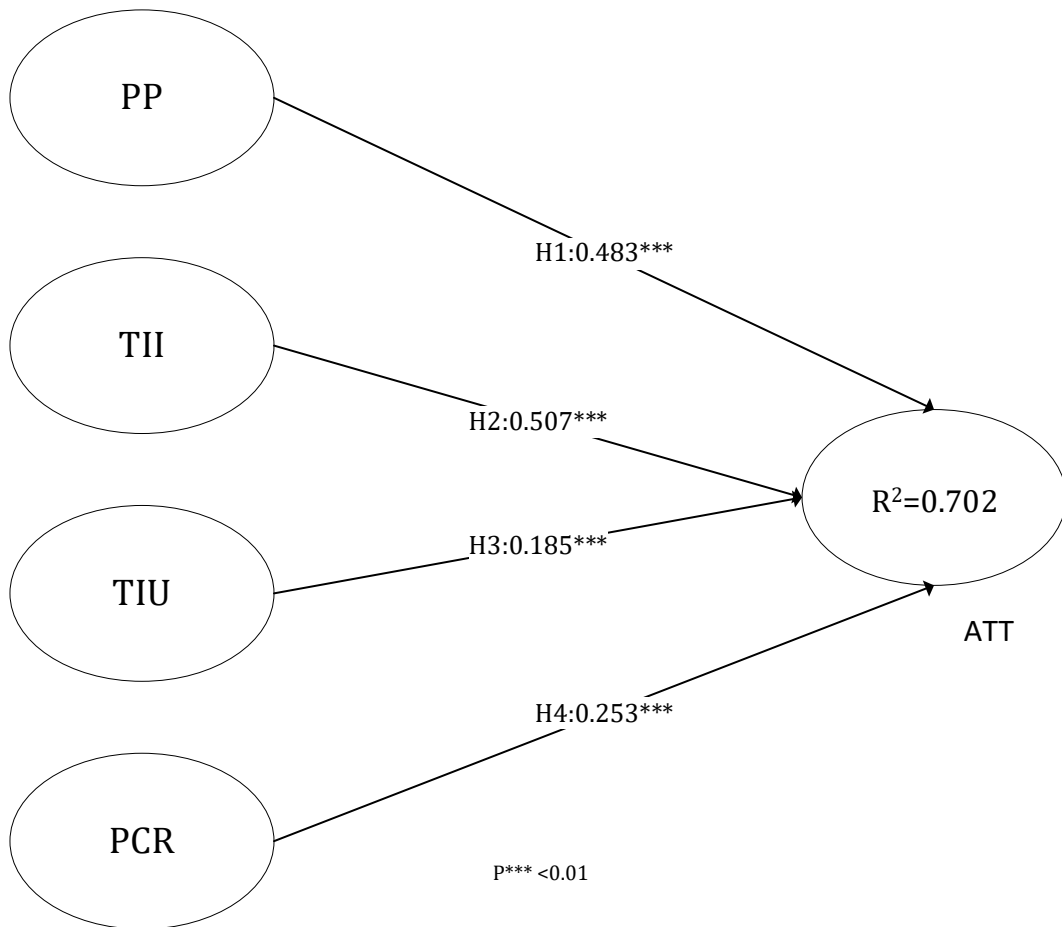 PP
H1:0.483***
TII
H2:0.507***
R²=0.702
H3:0.185***
TIU
ATT
H4:0.253***
PCR
P*** <0.01